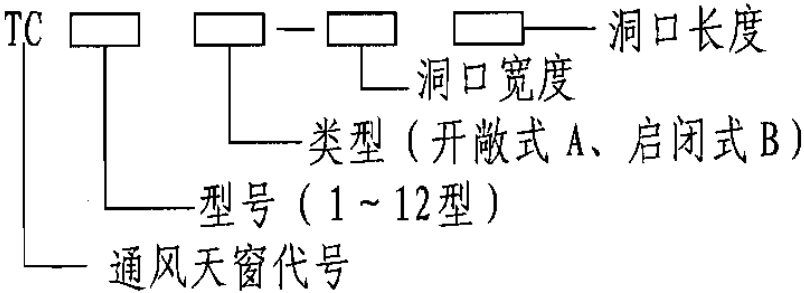 TC — 洞口长度
洞口宽度
类型(开敞式A、启闭式B)
型号(1~12型)
通风天窗代号